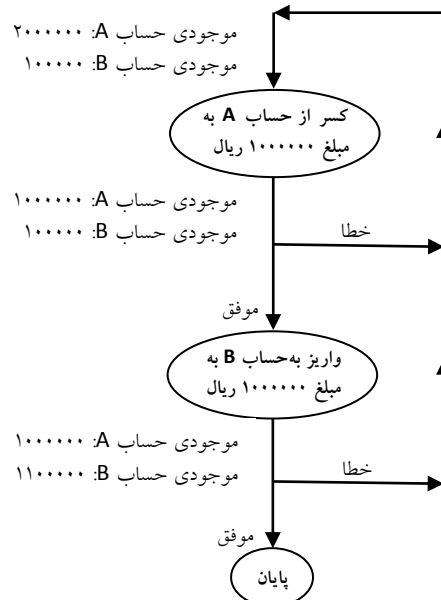 موجودی حساب A: ۲۰۰۰۰۰۰
موجودی حساب B: ۱۰۰۰۰۰
کسر از حساب A به
مبلغ ۱۰۰۰۰۰۰ ریال
موجودی حساب A: ۱۰۰۰۰۰۰
موجودی حساب B: ۱۰۰۰۰۰
خطا
موفق
واریز به‌حساب B به
مبلغ ۱۰۰۰۰۰۰ ریال
موجودی حساب A: ۱۰۰۰۰۰۰
موجودی حساب B: ۱۱۰۰۰۰۰
خطا
موفق
پایان